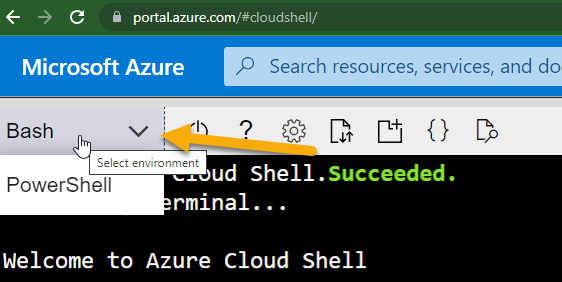 portal.azure.com/#cloudshell/
Microsoft Azure
Search resources, services, and do
Bash
?
{}
Select environment
PowerShell
Cloud Shell.Succeeded.
erminal...
Welcome to Azure Cloud Shell